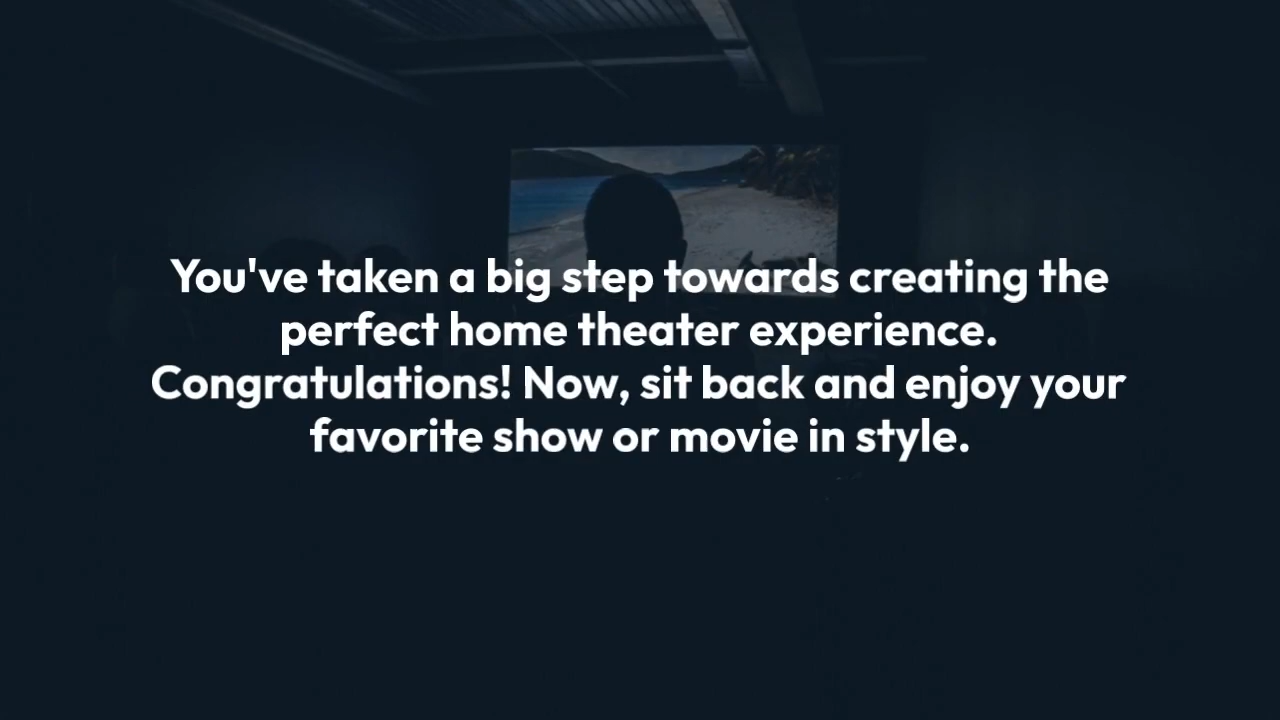 You've taken a big step towards creating the
perfect home theater experience.
Congratulations! Now, sit back and enjoy your
favorite show or movie in style.